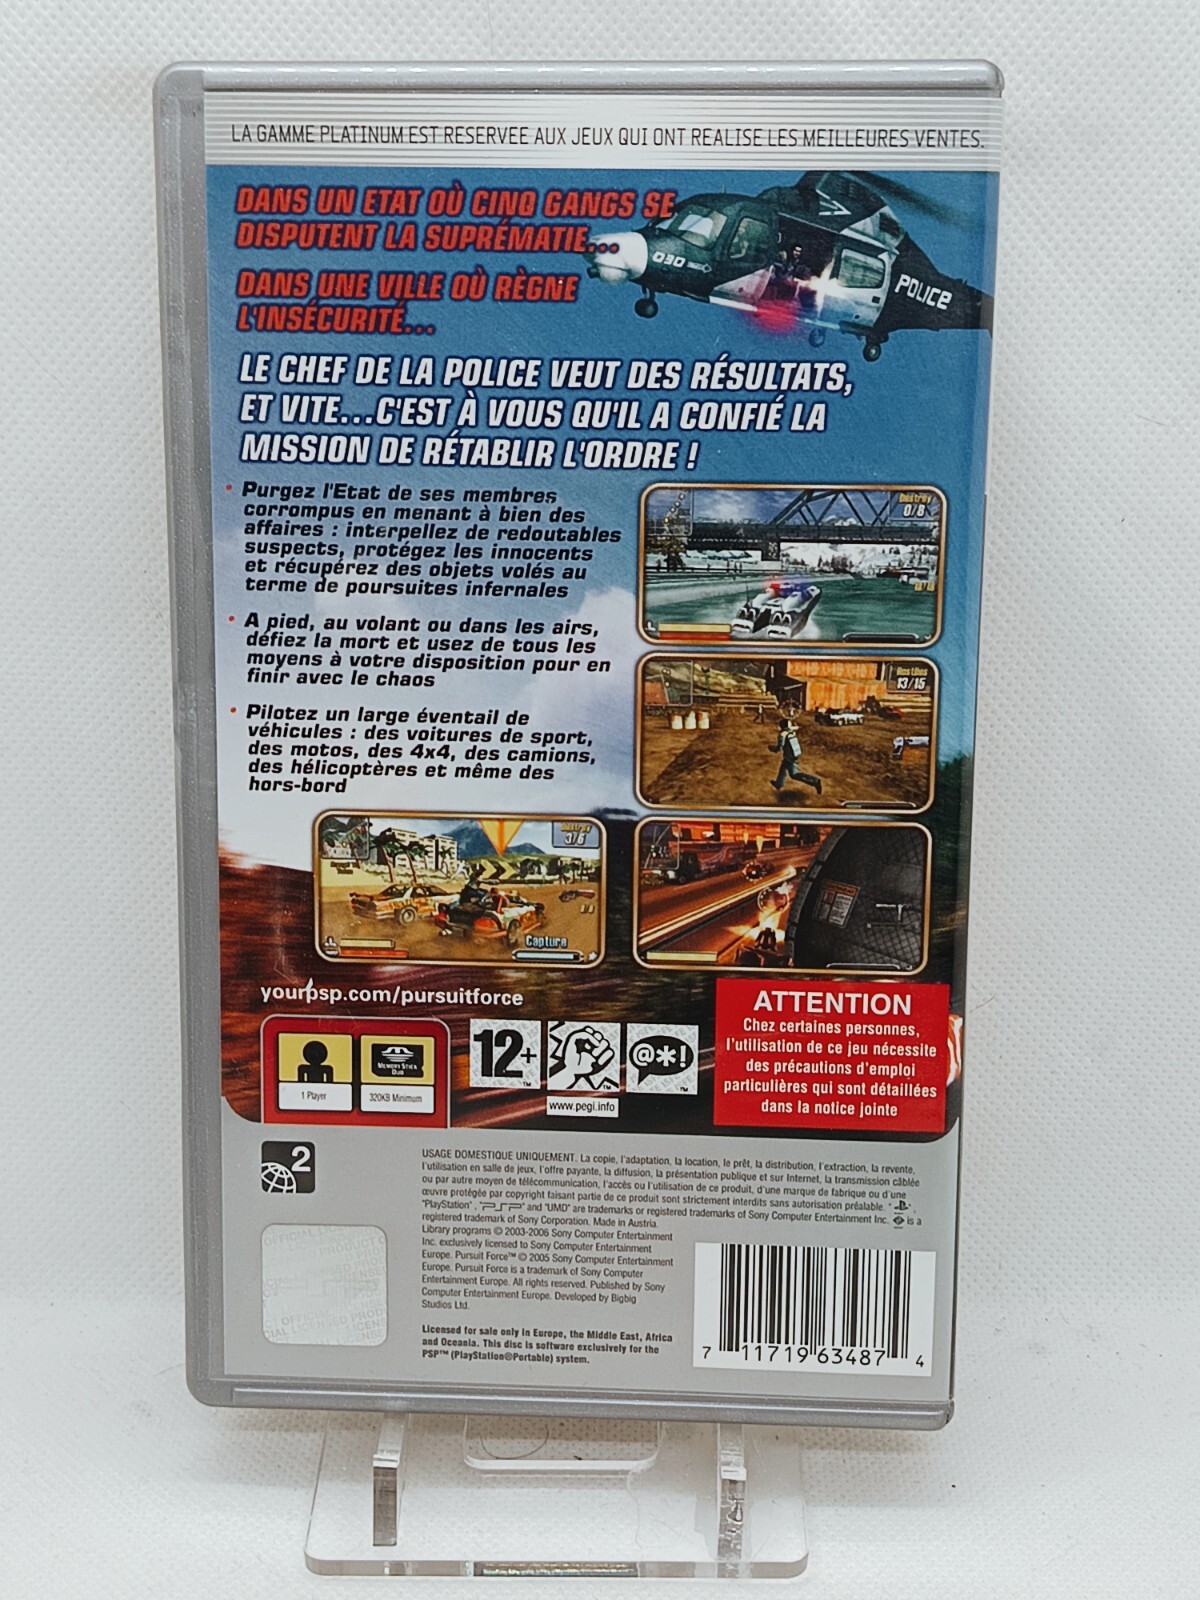 LA GAMME PLATINUM EST RESERVEE AUX JEUX QUI ONT REALISE LES MEILLEURES VENTES.
DANS UN ETAT OÙ CINQ GANGS SE
DISPUTENT LA SUPRÉMATIE...
DANS UNE VILLE OÙ RÈGNE
L'INSÉCURITÉ...
030
POLICE
LE CHEF DE LA POLICE VEUT DES RÉSULTATS,
ET VITE...C'EST À VOUS QU'IL A CONFIÉ LA
MISSION DE RÉTABLIR L'ORDRE !
• Purgez l'Etat de ses membres
corrompus en menant à bien des
affaires : interpellez de redoutables
suspects, protégez les innocents
et récupérez des objets volés au
terme de poursuites infernales
• A pied, au volant ou dans les airs,
défiez la mort et usez de tous les
moyens à votre disposition pour en
finir avec le chaos
• Pilotez un large éventail de
véhicules : des voitures de sport,
des motos, des 4x4, des camions,
des hélicoptères et même des
hors-bord
Destroy
0/8
Hostiles
13/15
Destroy
3/6
Capture
yourpsp.com/pursuitforce
1 Player
MEMORY STICK
DUO
320KB Minimum
12+
@*!
www.pegi.info
ATTENTION
Chez certaines personnes,
l'utilisation de ce jeu nécessite
des précautions d'emploi
particulières qui sont détaillées
dans la notice jointe
2
USAGE DOMESTIQUE UNIQUEMENT. La copie, l'adaptation, la location, le prêt, la distribution, l'extraction, la revente,
l'utilisation en salle de jeux, l'offre payante, la diffusion, la présentation publique et sur Internet, la transmission câblée
ou par autre moyen de télécommunication, l'accès ou l'utilisation de ce produit, d'une marque de fabrique ou d'une
œuvre protégée par copyright faisant partie de ce produit sont strictement interdits sans autorisation préalable. " ",
"PlayStation", "PSP" and "UMD" are trademarks or registered trademarks of Sony Computer Entertainment Inc. is a
registered trademark of Sony Corporation. Made in Austria.
Library programs © 2003-2006 Sony Computer Entertainment
Inc. exclusively licensed to Sony Computer Entertainment
Europe. Pursuit Force™ © 2005 Sony Computer Entertainment
Europe. Pursuit Force is a trademark of Sony Computer
Entertainment Europe. All rights reserved. Published by Sony
Computer Entertainment Europe. Developed by Bigbig
Studios Ltd.
Licensed for sale only in Europe, the Middle East, Africa
and Oceania. This disc is software exclusively for the
PSP™ (PlayStation®Portable) system.
7 11719 63487 4